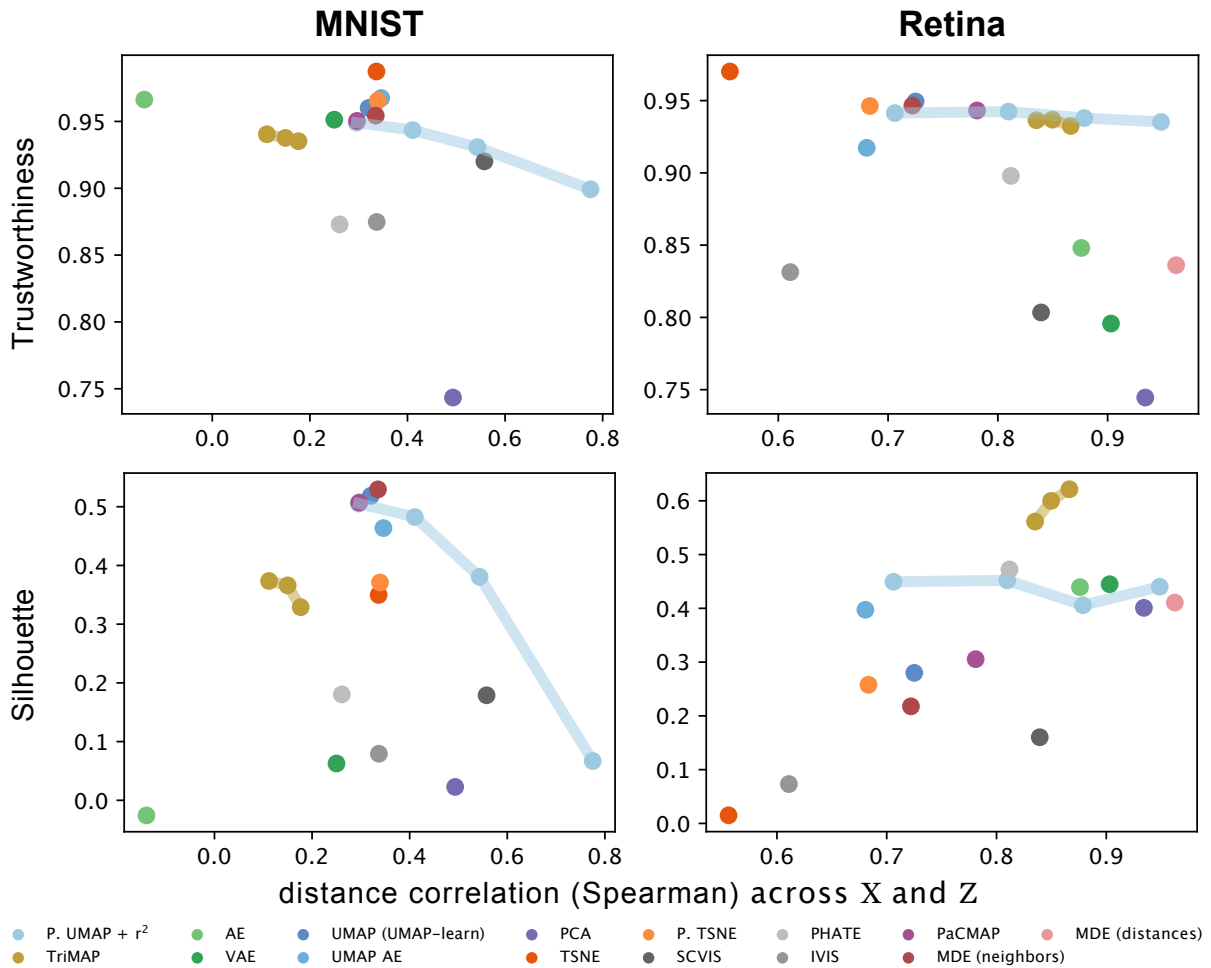 MNIST
Retina
Trustworthiness
0.95
0.90
0.85
0.80
0.75
0.0 0.2 0.4 0.6 0.8
0.95
0.90
0.85
0.80
0.75
0.6 0.7 0.8 0.9
Silhouette
0.5
0.4
0.3
0.2
0.1
0.0
0.0 0.2 0.4 0.6 0.8
0.6
0.5
0.4
0.3
0.2
0.1
0.0
0.6 0.7 0.8 0.9
distance correlation (Spearman) across X and Z
P. UMAP + r² AE UMAP (UMAP-learn) PCA P. TSNE PHATE PaCMAP MDE (distances)
TriMAP VAE UMAP AE TSNE SCVIS IVIS MDE (neighbors)